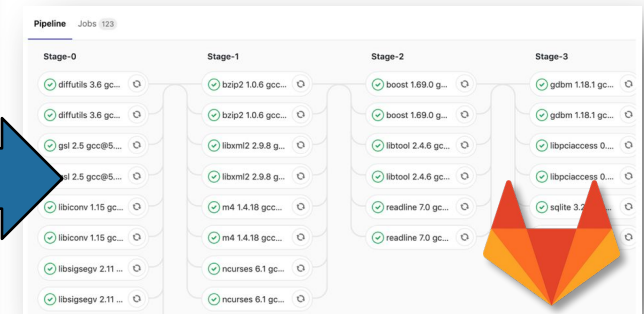 Pipeline Jobs 123
Stage-0 Stage-1 Stage-2 Stage-3
diffutils 3.6 gc... bzip2 1.0.6 gcc... boost 1.69.0 g... gdbm 1.18.1 gc...
diffutils 3.6 gc... bzip2 1.0.6 gcc... boost 1.69.0 g... gdbm 1.18.1 gc...
gsl 2.5 gcc@5.... libxml2 2.9.8 g... libtool 2.4.6 gc... libpciaccess 0....
sl 2.5 gcc@5.... libxml2 2.9.8 g... libtool 2.4.6 gc... libpciaccess 0....
libiconv 1.15 gc... m4 1.4.18 gcc... readline 7.0 gc... sqlite 3.2
libiconv 1.15 gc... m4 1.4.18 gcc... readline 7.0 gc...
libsigsegv 2.11 ... ncurses 6.1 gc...
libsigsegv 2.11 ... ncurses 6.1 gc...